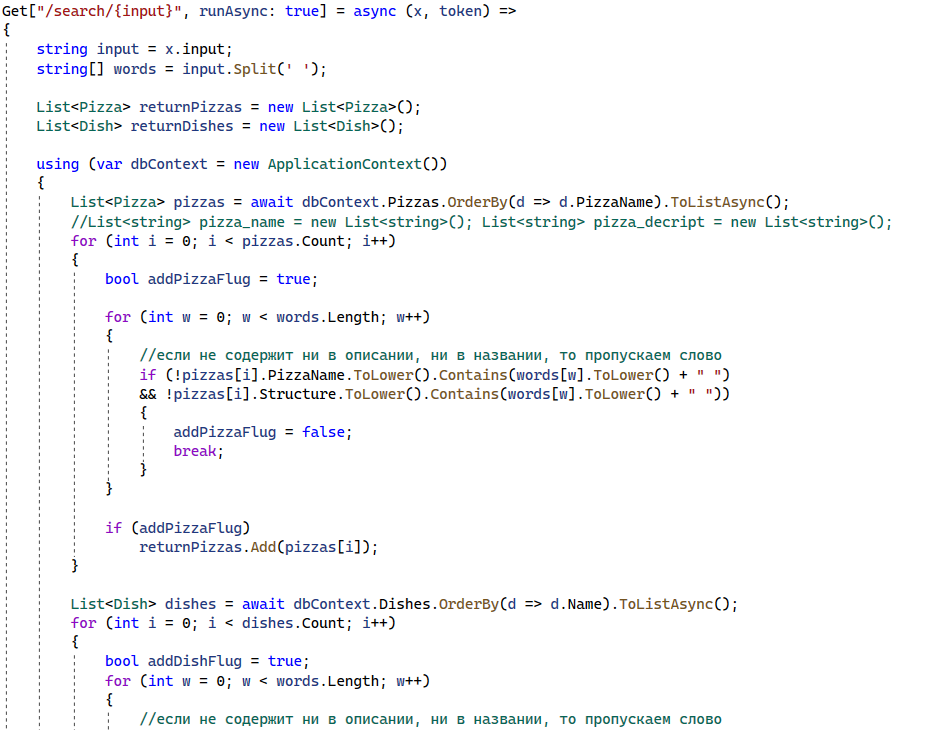 Get["/search/{input}", runAsync: true] = async (x, token) =>
{
string input = x.input;
string[] words = input.Split(' ');
List<Pizza> returnPizzas = new List<Pizza>();
List<Dish> returnDishes = new List<Dish>();
using (var dbContext = new ApplicationContext())
{
List<Pizza> pizzas = await dbContext.Pizzas.OrderBy(d => d.PizzaName).ToListAsync();
//List<string> pizza_name = new List<string>(); List<string> pizza_decript = new List<string>();
for (int i = 0; i < pizzas.Count; i++)
{
bool addPizzaFlug = true;
for (int w = 0; w < words.Length; w++)
{
//если не содержит ни в описании, ни в названии, то пропускаем слово
if (!pizzas[i].PizzaName.ToLower().Contains(words[w].ToLower() + " ")
&& !pizzas[i].Structure.ToLower().Contains(words[w].ToLower() + " "))
{
addPizzaFlug = false;
break;
}
}
if (addPizzaFlug)
returnPizzas.Add(pizzas[i]);
}
List<Dish> dishes = await dbContext.Dishes.OrderBy(d => d.Name).ToListAsync();
for (int i = 0; i < dishes.Count; i++)
{
bool addDishFlug = true;
for (int w = 0; w < words.Length; w++)
{
//если не содержит ни в описании, ни в названии, то пропускаем слово